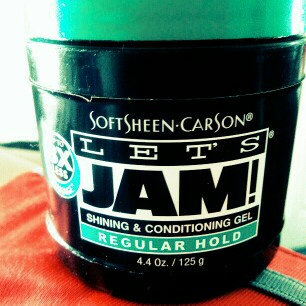 SOFTSHEEN·CARSON®
LET'S®
JAM!
SHINING & CONDITIONING GEL
REGULAR HOLD
4.4 Oz. / 125 g